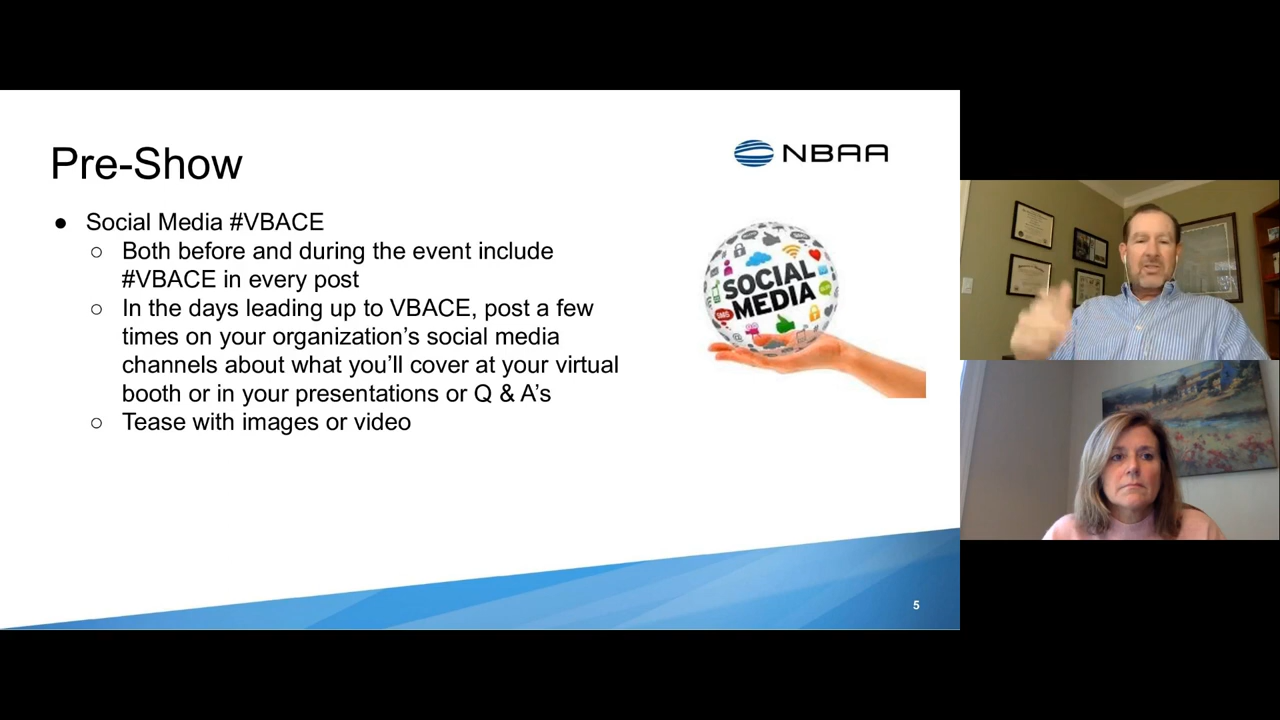 Pre-Show
NBAA
● Social Media #VBACE
○ Both before and during the event include
#VBACE in every post
○ In the days leading up to VBACE, post a few
times on your organization’s social media
channels about what you’ll cover at your virtual
booth or in your presentations or Q & A’s
○ Tease with images or video
SOCIAL
MEDIA
SMS
5